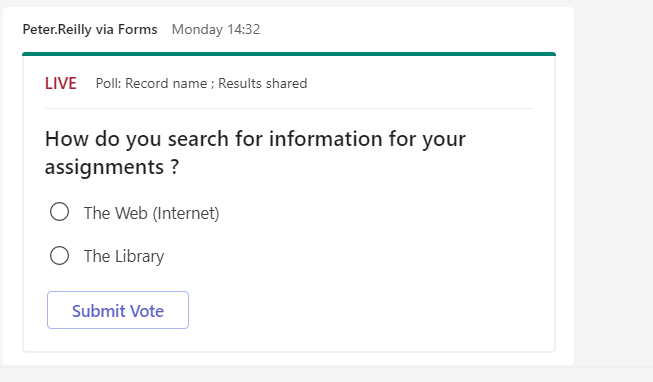 Peter.Reilly via Forms Monday 14:32
LIVE Poll: Record name ; Results shared
How do you search for information for your
assignments ?
The Web (Internet)
The Library
Submit Vote